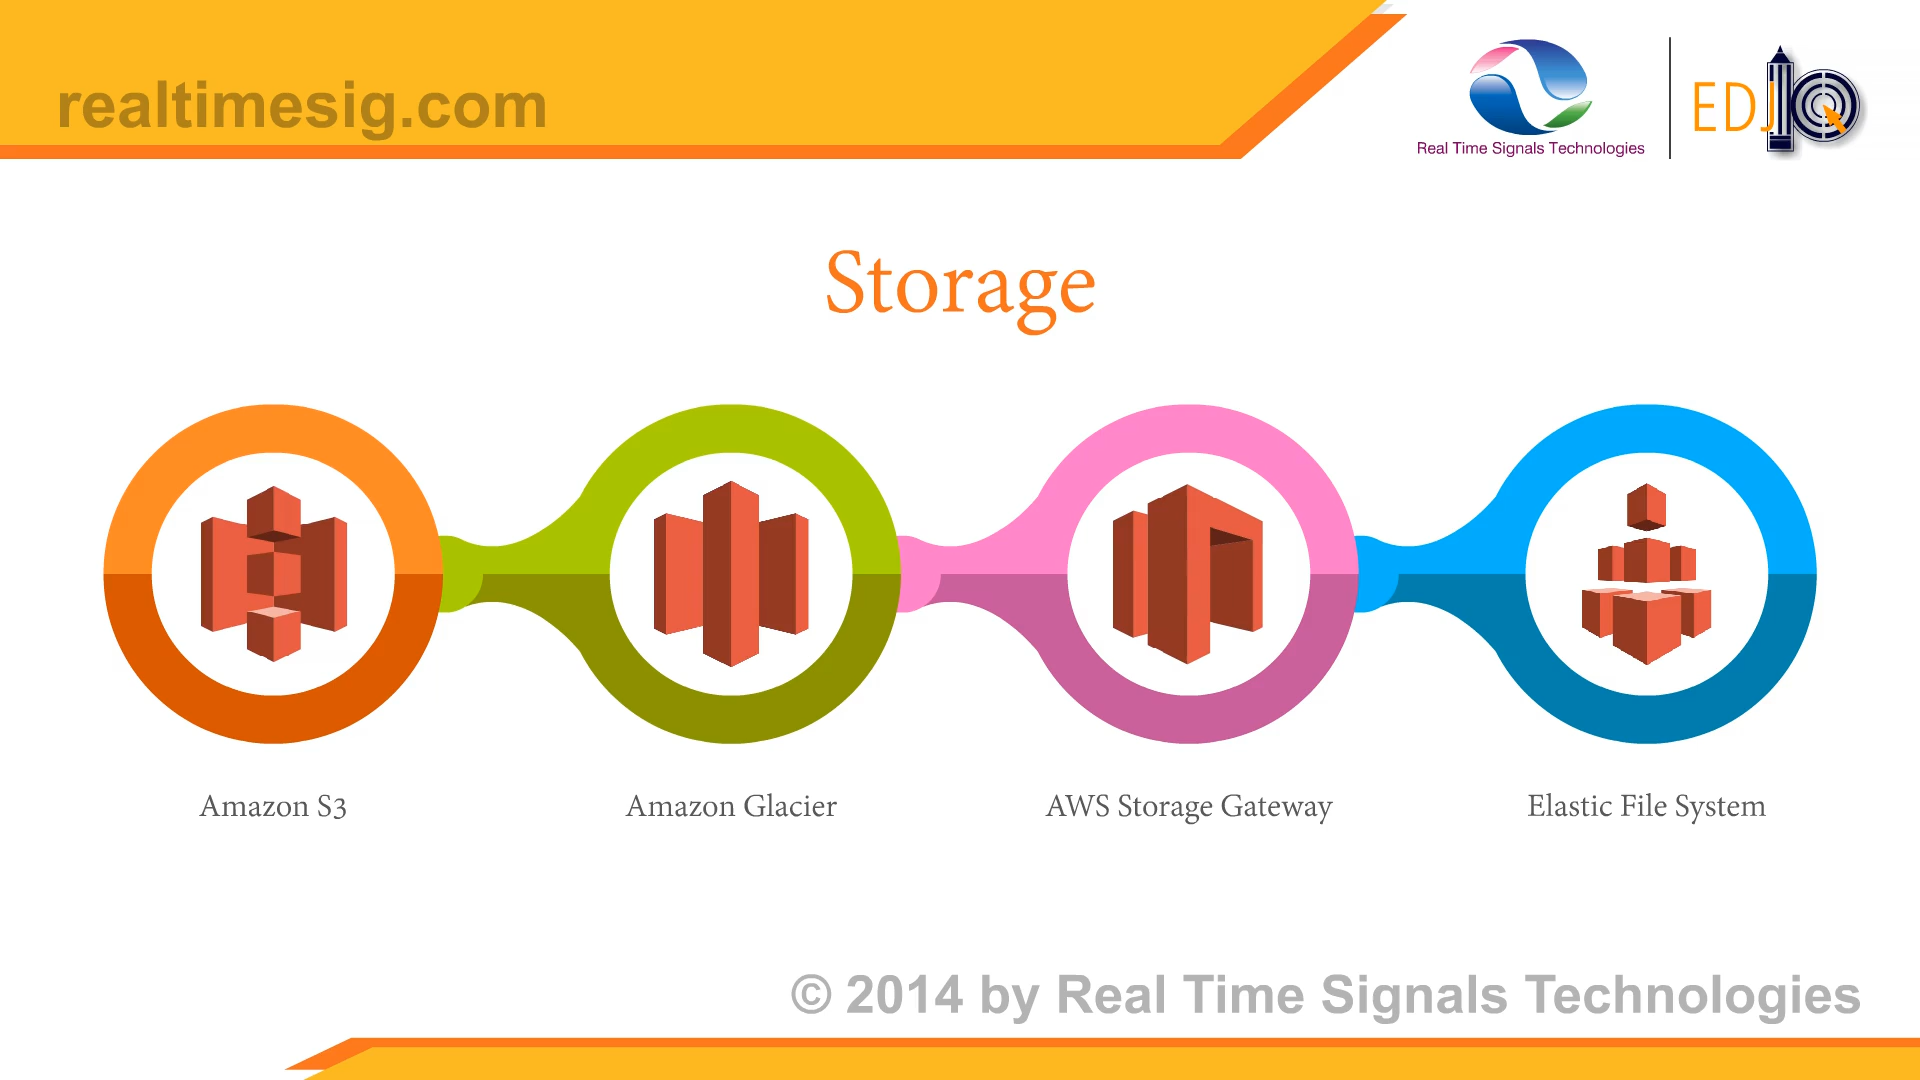 realtimesig.com
Real Time Signals Technologies
EDJ
Storage
Amazon S3
Amazon Glacier
AWS Storage Gateway
Elastic File System
© 2014 by Real Time Signals Technologies